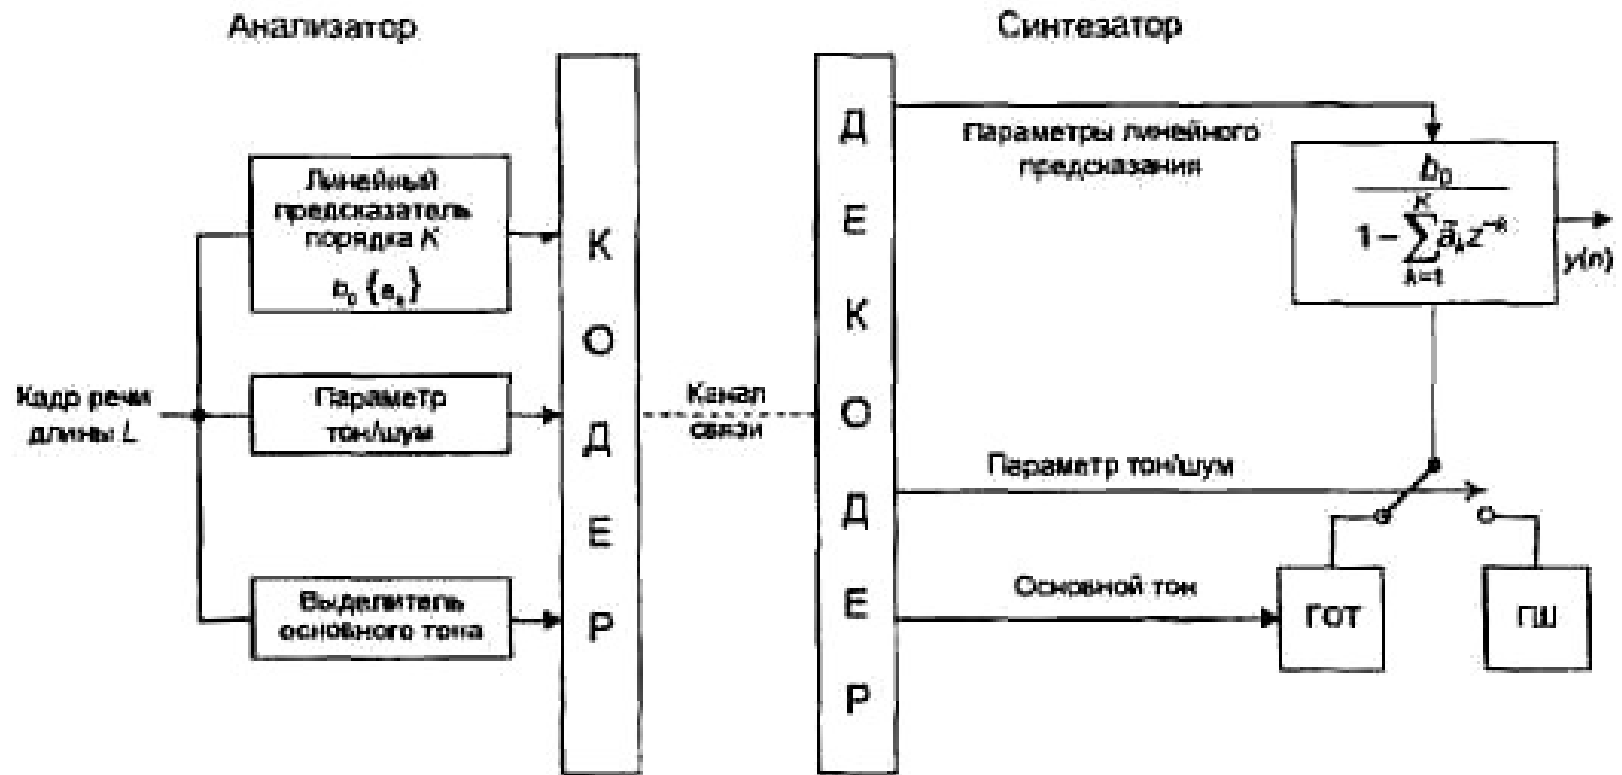 Анализатор
Синтезатор
Линейный
предсказатель
порядка K
b₀ {aₖ}
Параметр
тон/шум
Выделитель
основного тона
Кадр речи
длины L
К
О
Д
Е
Р
Канал
связи
Д
Е
К
О
Д
Е
Р
Параметры линейного
предсказания
b₀
K
1 – ∑ ãₖz⁻ᵏ
k=1
y(n)
Параметр тон/шум
Основной тон
ГОТ
ГШ